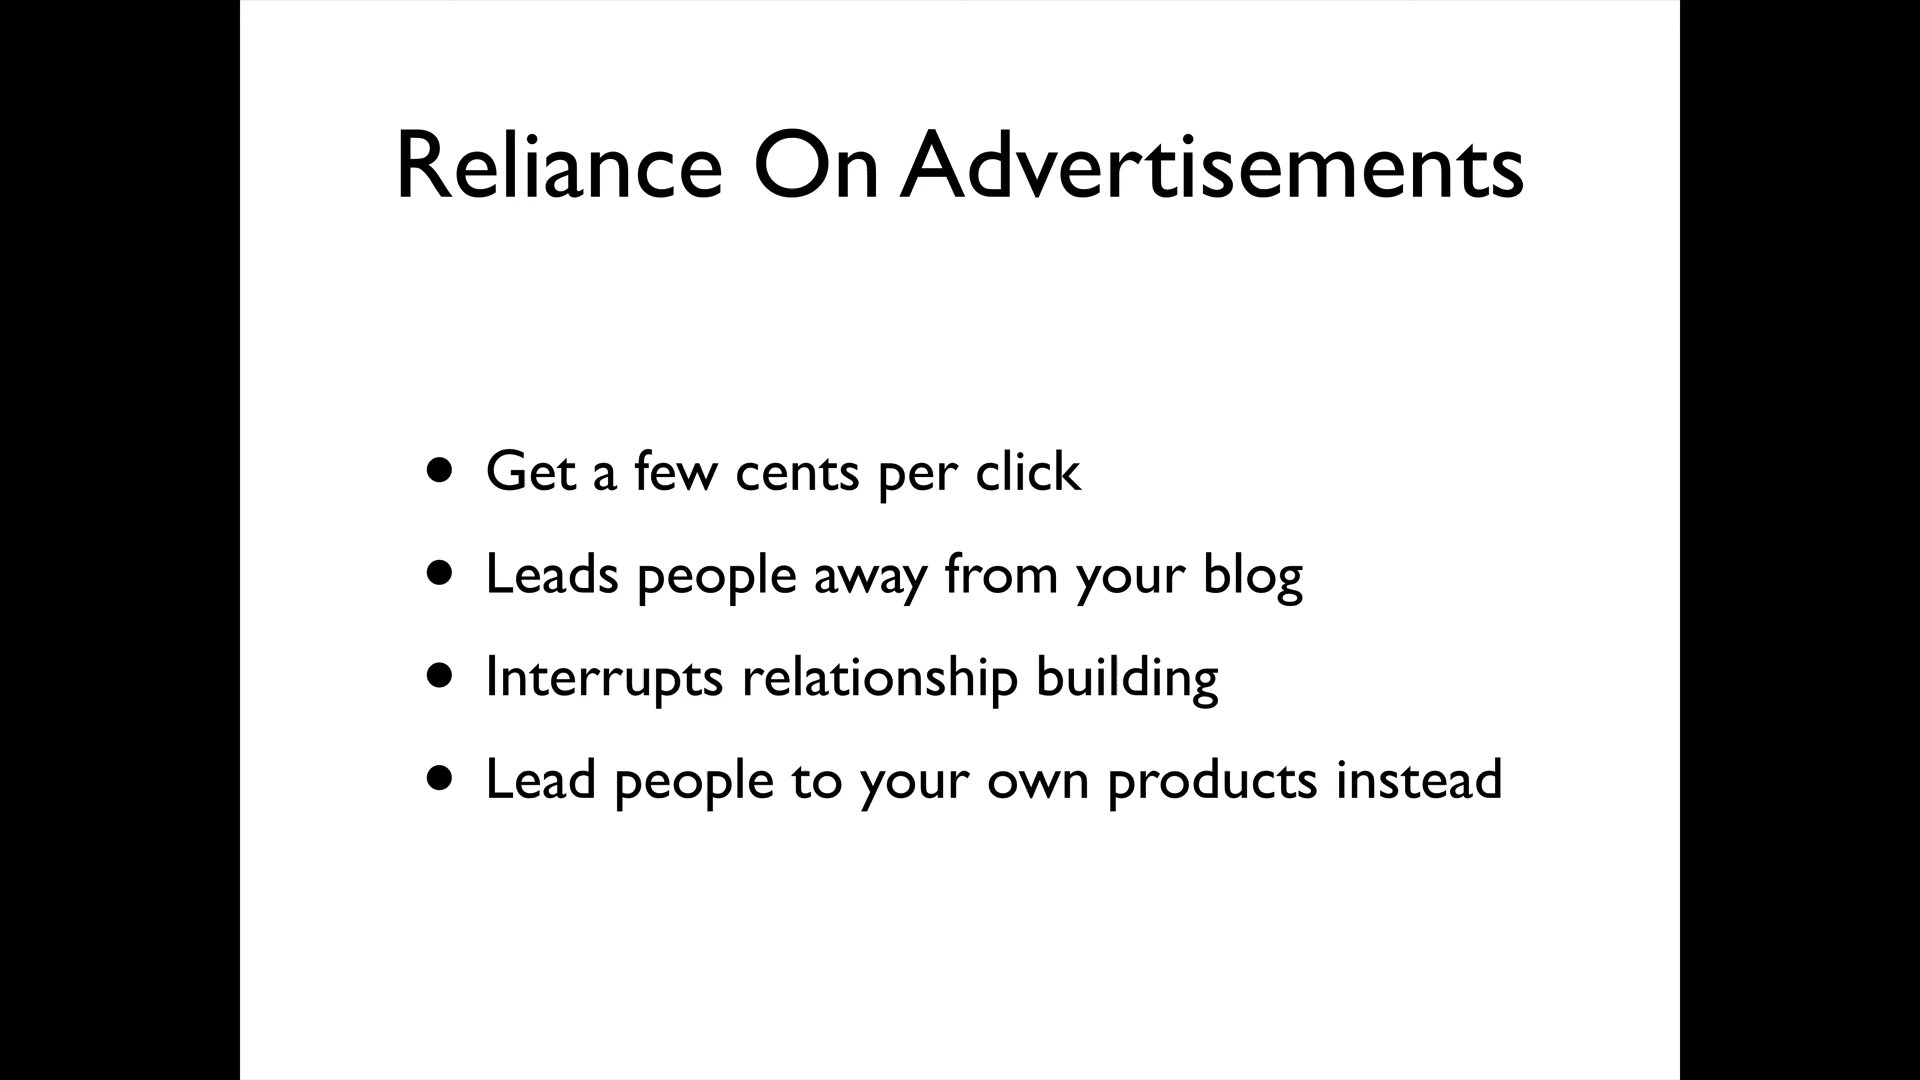 Reliance On Advertisements
• Get a few cents per click
• Leads people away from your blog
• Interrupts relationship building
• Lead people to your own products instead